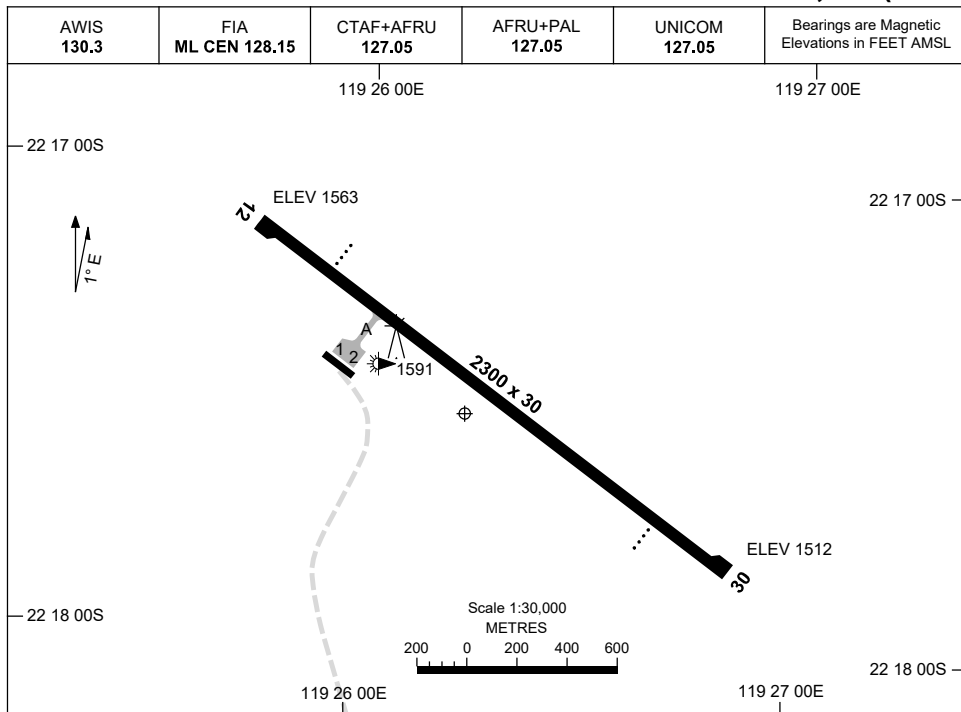 AWIS
130.3
FIA
ML CEN 128.15
CTAF+AFRU
127.05
AFRU+PAL
127.05
UNICOM
127.05
Bearings are Magnetic
Elevations in FEET AMSL
119 26 00E
119 27 00E
22 17 00S
22 17 00S
ELEV 1563
12
1° E
A
1
2
1591
2300 x 30
ELEV 1512
30
22 18 00S
Scale 1:30,000
METRES
200 0 200 400 600
22 18 00S
119 26 00E
119 27 00E